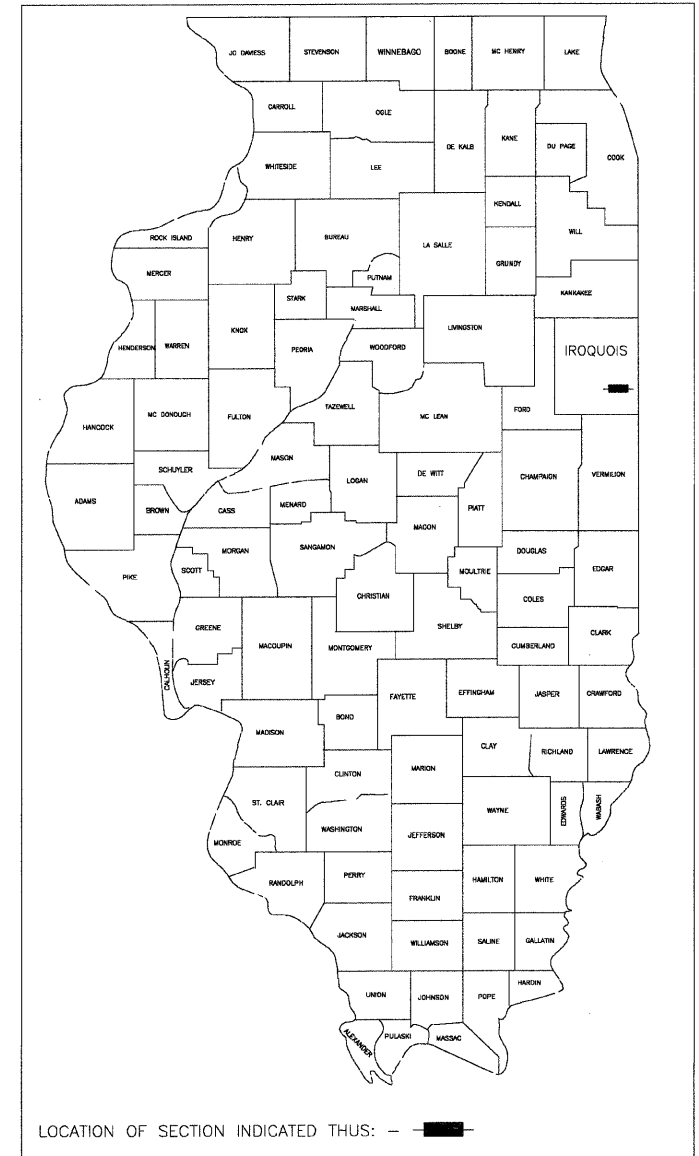 JO DAVIESS STEVENSON WINNEBAGO BOONE MC HENRY LAKE
CARROLL OGLE DE KALB KANE DU PAGE COOK
WHITESIDE LEE
KENDALL
ROCK ISLAND HENRY BUREAU LA SALLE WILL
MERCER PUTNAM GRUNDY
STARK MARSHALL KANKAKEE
KNOX LIVINGSTON
HENDERSON WARREN PEORIA WOODFORD IROQUOIS
HANCOCK MC DONOUGH FULTON TAZEWELL MC LEAN FORD
MASON
SCHUYLER LOGAN DE WITT CHAMPAIGN VERMILION
ADAMS BROWN CASS MENARD PIATT
MACON
MORGAN SANGAMON DOUGLAS
PIKE SCOTT MOULTRIE EDGAR
CHRISTIAN COLES
GREENE SHELBY
MACOUPIN MONTGOMERY CUMBERLAND CLARK
CALHOUN JERSEY
FAYETTE EFFINGHAM JASPER CRAWFORD
BOND
MADISON
CLAY RICHLAND LAWRENCE
CLINTON MARION
ST. CLAIR WAYNE EDWARDS WABASH
WASHINGTON JEFFERSON
MONROE
RANDOLPH PERRY HAMILTON WHITE
FRANKLIN
JACKSON WILLIAMSON SALINE GALLATIN
UNION JOHNSON POPE HARDIN
ALEXANDER PULASKI MASSAC
LOCATION OF SECTION INDICATED THUS: –